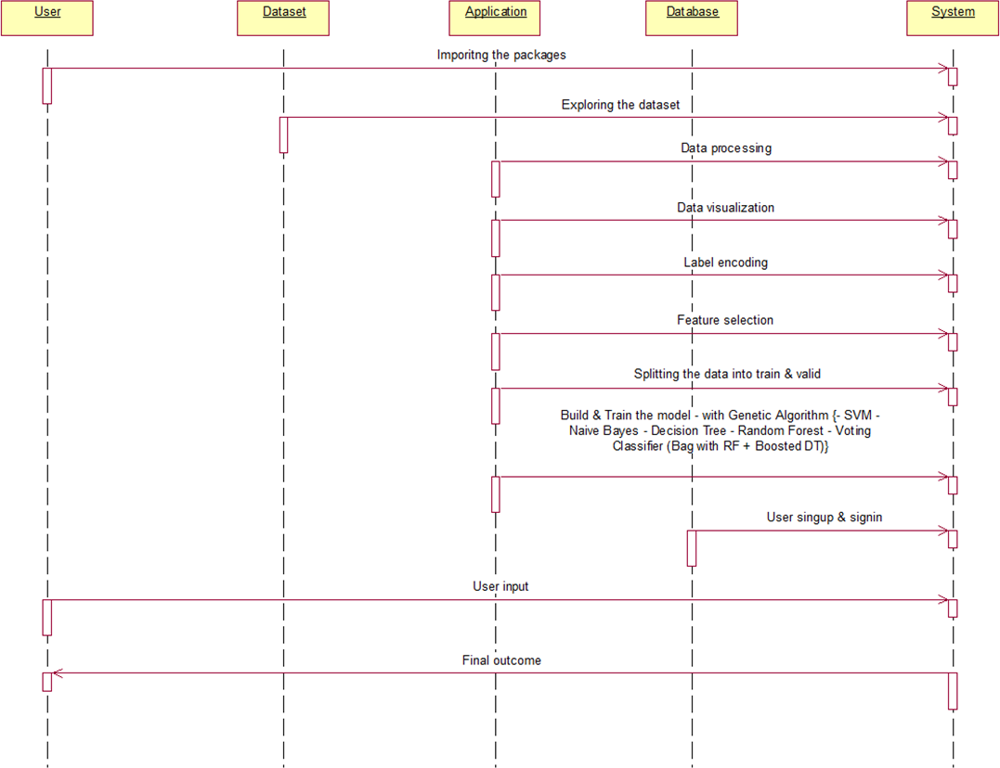 User
Dataset
Application
Database
System
Imporitng the packages
Exploring the dataset
Data processing
Data visualization
Label encoding
Feature selection
Splitting the data into train & valid
Build & Train the model - with Genetic Algorithm {- SVM -
Naive Bayes - Decision Tree - Random Forest - Voting
Classifier (Bag with RF + Boosted DT)}
User singup & signin
User input
Final outcome